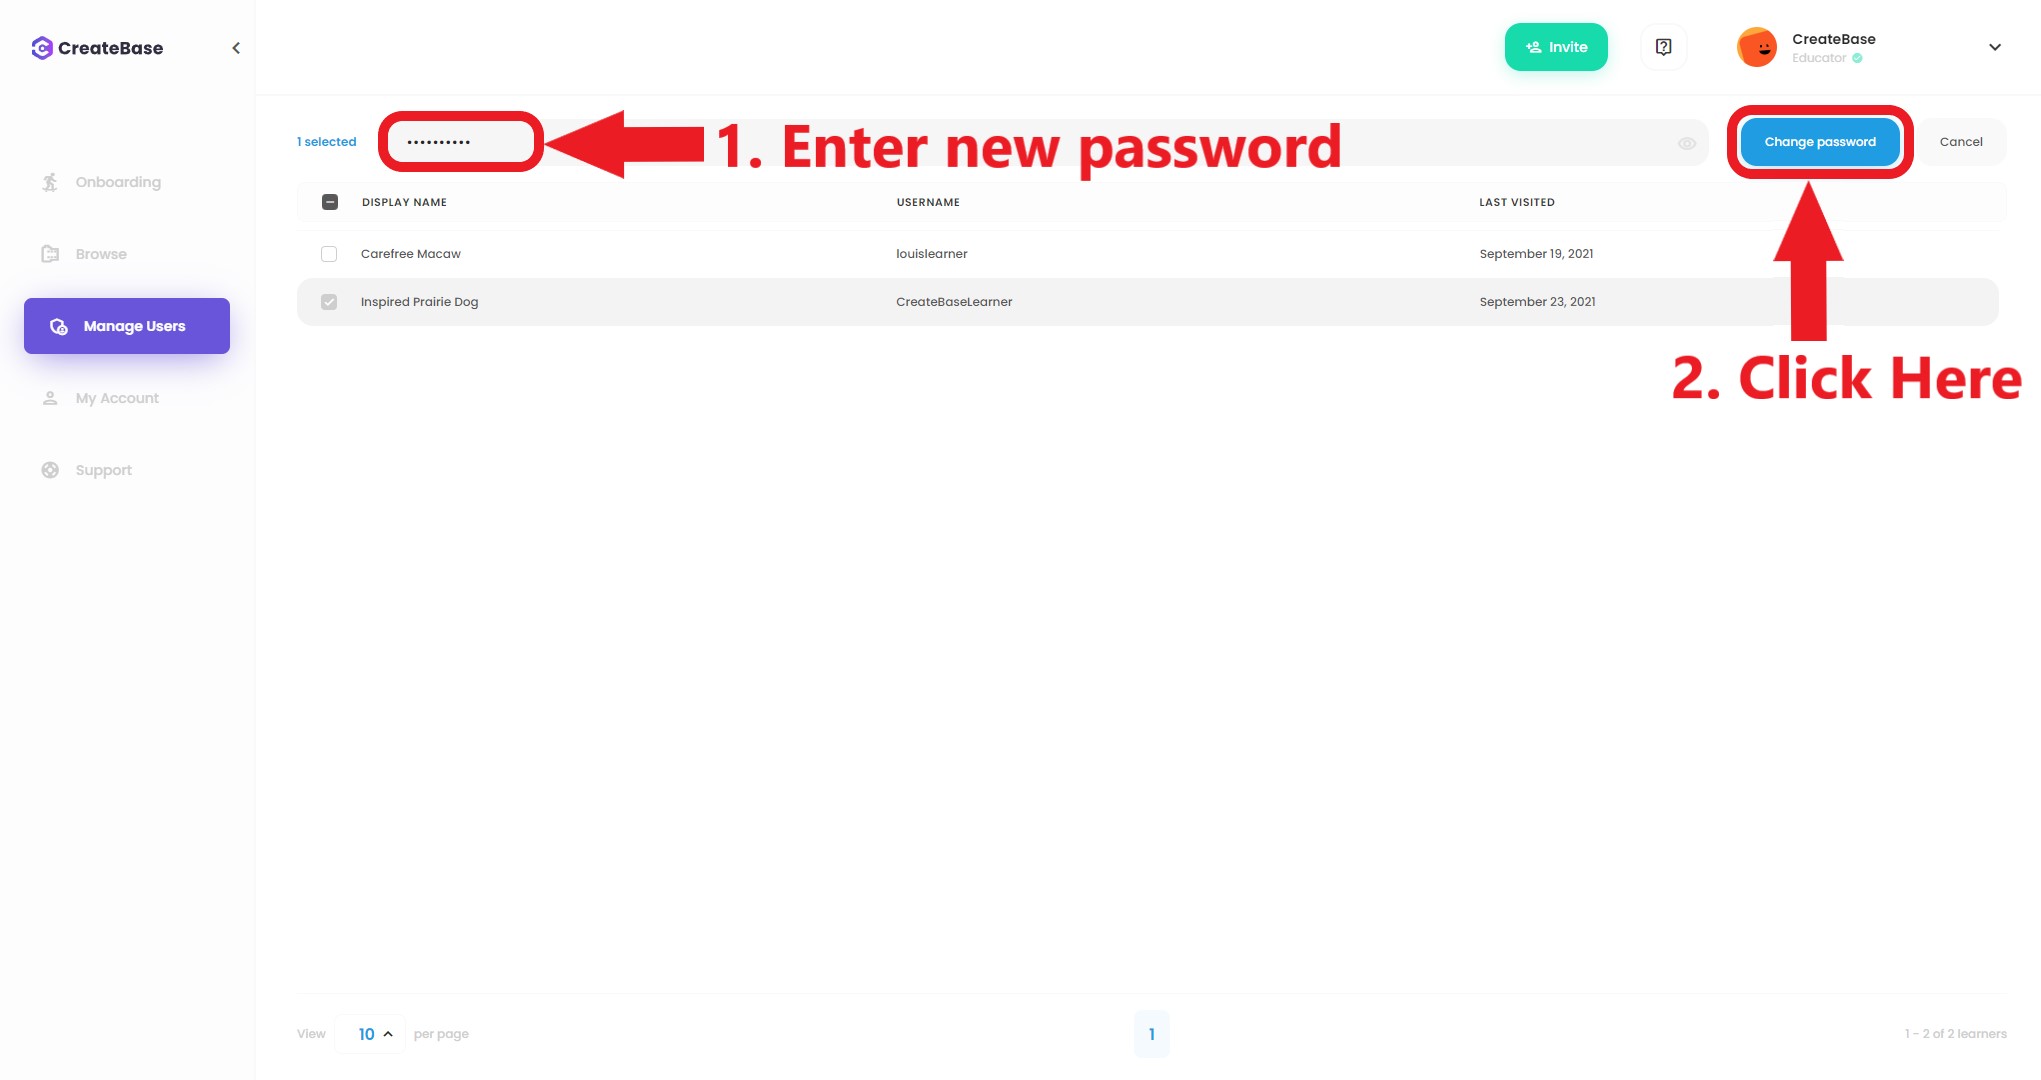 CreateBase
Invite
CreateBase
Educator
1 selected
••••••••••
1. Enter new password
Change password
Cancel
DISPLAY NAME USERNAME LAST VISITED
Onboarding
Carefree Macaw louislearner September 19, 2021
Browse
Inspired Prairie Dog CreateBaseLearner September 23, 2021
Manage Users
2. Click Here
My Account
Support
View 10 per page
1
1 - 2 of 2 learners